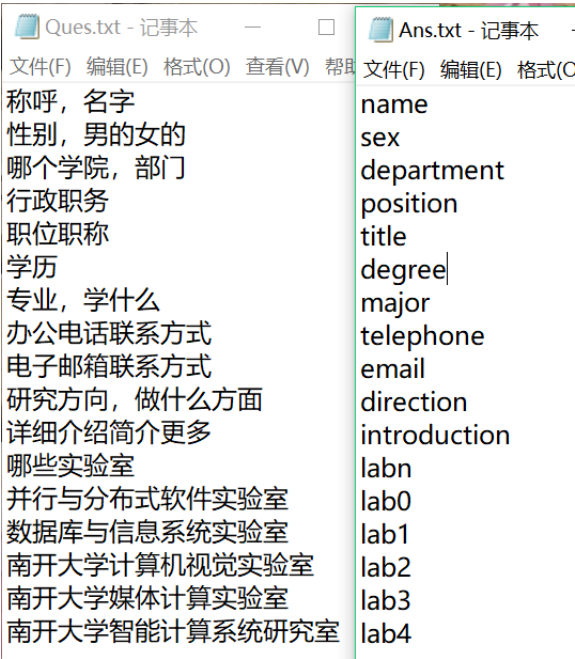 Ques.txt - 记事本
文件(F) 编辑(E) 格式(O) 查看(V)
称呼，名字
性别，男的女的
哪个学院，部门
行政职务
职位职称
学历
专业，学什么
办公电话联系方式
电子邮箱联系方式
研究方向，做什么方面
详细介绍简介更多
哪些实验室
并行与分布式软件实验室
数据库与信息系统实验室
南开大学计算机视觉实验室
南开大学媒体计算实验室
南开大学智能计算系统研究室
Ans.txt - 记事本
文件(F) 编辑(E) 格式(O)
name
sex
department
position
title
degree
major
telephone
email
direction
introduction
labn
lab0
lab1
lab2
lab3
lab4